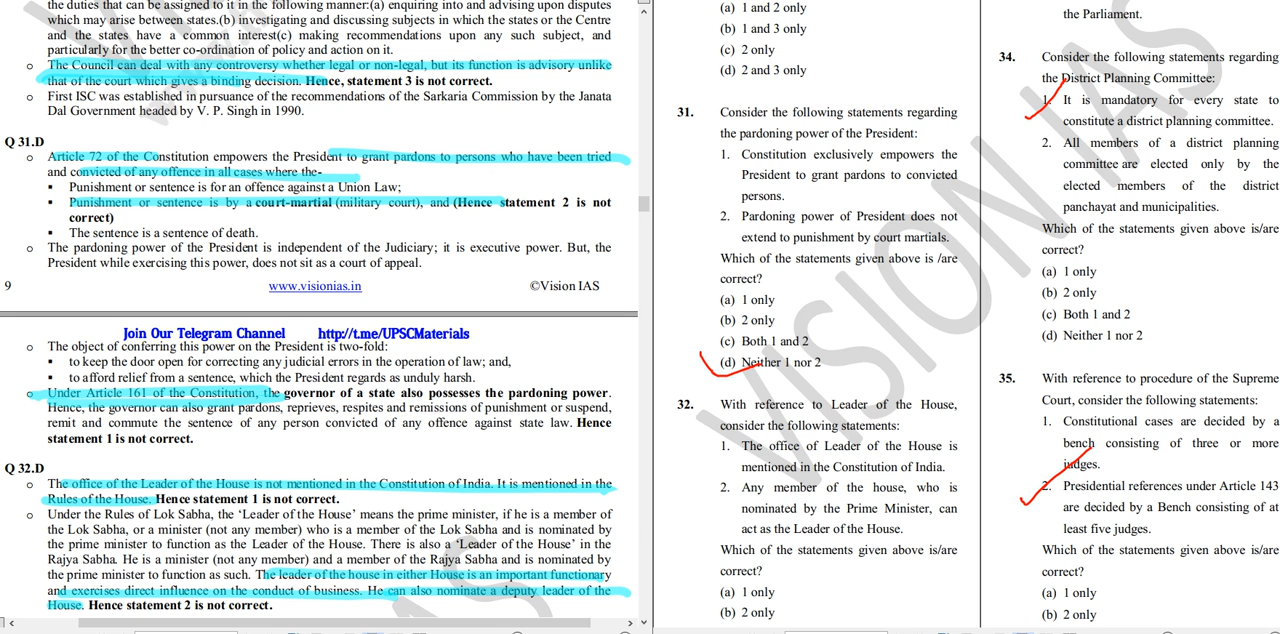 the duties that can be assigned to it in the following manner:(a) enquiring into and advising upon disputes
which may arise between states.(b) investigating and discussing subjects in which the states or the Centre
and the states have a common interest(c) making recommendations upon any such subject, and
particularly for the better co-ordination of policy and action on it.
o The Council can deal with any controversy whether legal or non-legal, but its function is advisory unlike
that of the court which gives a binding decision. Hence, statement 3 is not correct.
o First ISC was established in pursuance of the recommendations of the Sarkaria Commission by the Janata
Dal Government headed by V. P. Singh in 1990.
Q 31.D
o Article 72 of the Constitution empowers the President to grant pardons to persons who have been tried
and convicted of any offence in all cases where the-
▪ Punishment or sentence is for an offence against a Union Law;
▪ Punishment or sentence is by a court-martial (military court), and (Hence statement 2 is not
correct)
▪ The sentence is a sentence of death.
o The pardoning power of the President is independent of the Judiciary; it is executive power. But, the
President while exercising this power, does not sit as a court of appeal.
9 www.visionias.in ©Vision IAS
Join Our Telegram Channel http://t.me/UPSCMaterials
o The object of conferring this power on the President is two-fold:
▪ to keep the door open for correcting any judicial errors in the operation of law; and,
▪ to afford relief from a sentence, which the President regards as unduly harsh.
o Under Article 161 of the Constitution, the governor of a state also possesses the pardoning power.
Hence, the governor can also grant pardons, reprieves, respites and remissions of punishment or suspend,
remit and commute the sentence of any person convicted of any offence against state law. Hence
statement 1 is not correct.
Q 32.D
o The office of the Leader of the House is not mentioned in the Constitution of India. It is mentioned in the
Rules of the House. Hence statement 1 is not correct.
o Under the Rules of Lok Sabha, the ‘Leader of the House’ means the prime minister, if he is a member of
the Lok Sabha, or a minister (not any member) who is a member of the Lok Sabha and is nominated by
the prime minister to function as the Leader of the House. There is also a ‘Leader of the House’ in the
Rajya Sabha. He is a minister (not any member) and a member of the Rajya Sabha and is nominated by
the prime minister to function as such. The leader of the house in either House is an important functionary
and exercises direct influence on the conduct of business. He can also nominate a deputy leader of the
House. Hence statement 2 is not correct.
(a) 1 and 2 only
(b) 1 and 3 only
(c) 2 only
(d) 2 and 3 only
31. Consider the following statements regarding
the pardoning power of the President:
1. Constitution exclusively empowers the
President to grant pardons to convicted
persons.
2. Pardoning power of President does not
extend to punishment by court martials.
Which of the statements given above is /are
correct?
(a) 1 only
(b) 2 only
(c) Both 1 and 2
(d) Neither 1 nor 2
32. With reference to Leader of the House,
consider the following statements:
1. The office of Leader of the House is
mentioned in the Constitution of India.
2. Any member of the house, who is
nominated by the Prime Minister, can
act as the Leader of the House.
Which of the statements given above is/are
correct?
(a) 1 only
(b) 2 only
the Parliament.
34. Consider the following statements regarding
the District Planning Committee:
1. It is mandatory for every state to
constitute a district planning committee.
2. All members of a district planning
committee are elected only by the
elected members of the district
panchayat and municipalities.
Which of the statements given above is/are
correct?
(a) 1 only
(b) 2 only
(c) Both 1 and 2
(d) Neither 1 nor 2
35. With reference to procedure of the Supreme
Court, consider the following statements:
1. Constitutional cases are decided by a
bench consisting of three or more
judges.
2. Presidential references under Article 143
are decided by a Bench consisting of at
least five judges.
Which of the statements given above is/are
correct?
(a) 1 only
(b) 2 only
VISION IAS